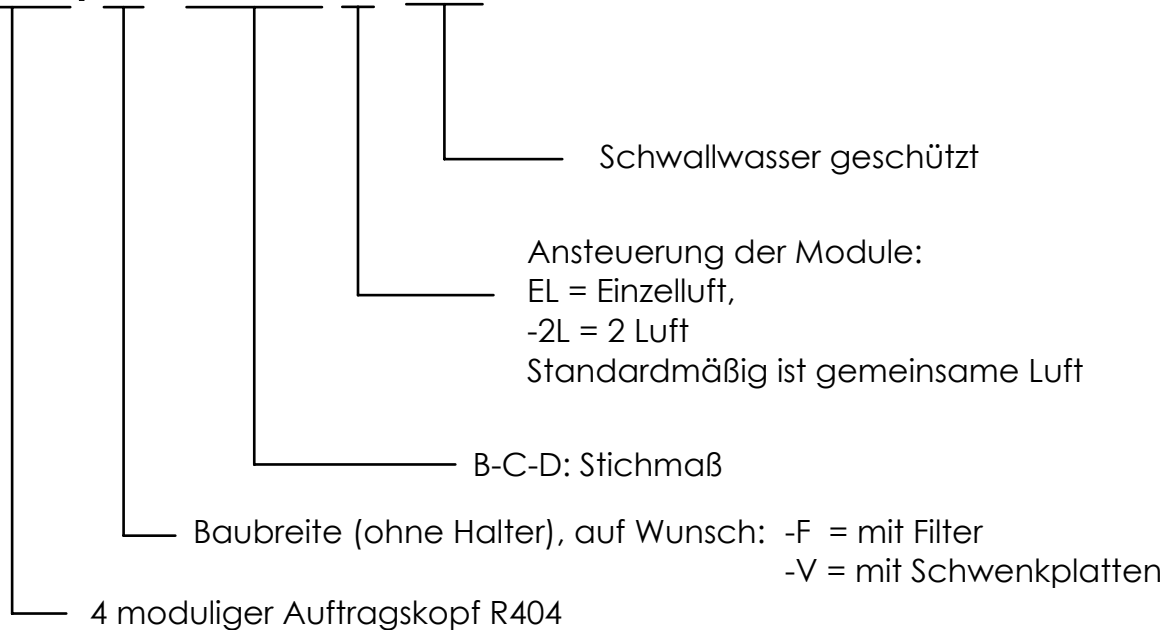 Schwallwasser geschützt
Ansteuerung der Module:
EL = Einzelluft,
-2L = 2 Luft
Standardmäßig ist gemeinsame Luft
B-C-D: Stichmaß
Baubreite (ohne Halter), auf Wunsch: -F = mit Filter
-V = mit Schwenkplatten
4 moduliger Auftragskopf R404